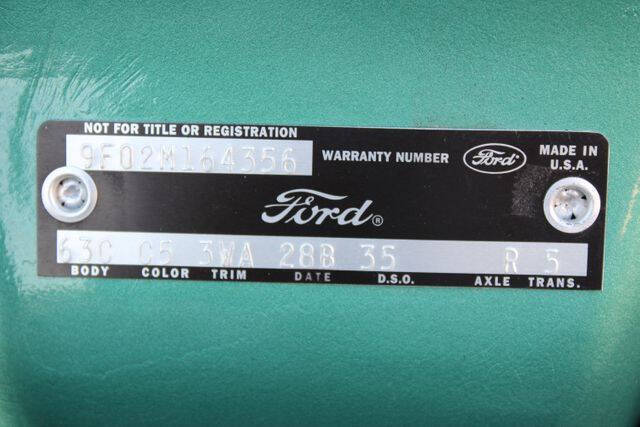 NOT FOR TITLE OR REGISTRATION
9F02M164356 WARRANTY NUMBER Ford MADE IN U.S.A.
Ford®
63C C5 3WA 28B 35 R 5
BODY COLOR TRIM DATE D.S.O. AXLE TRANS.